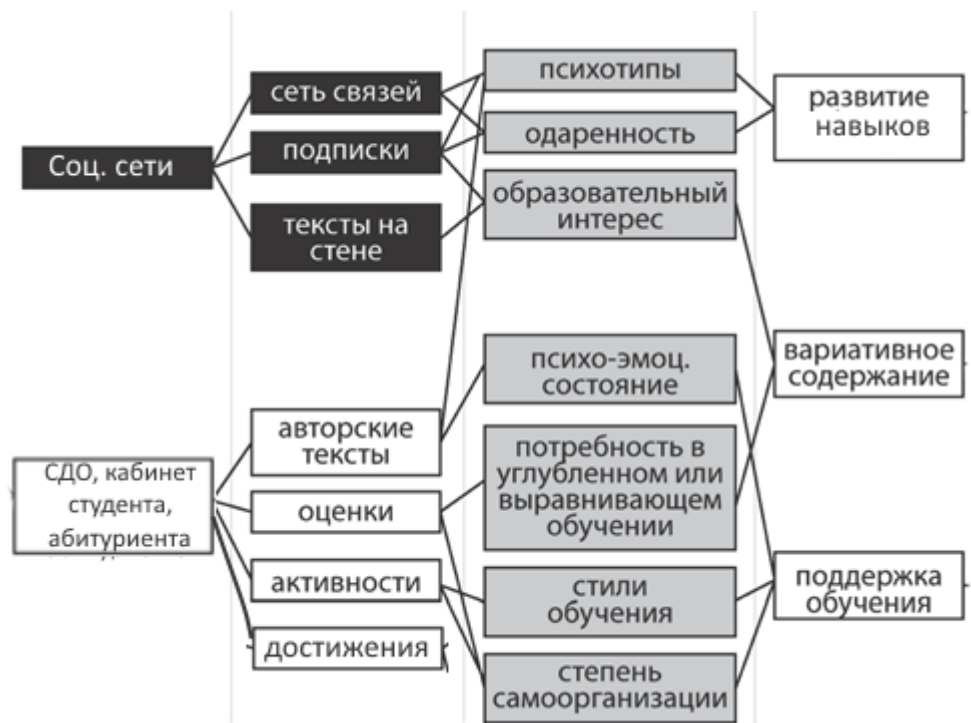 Соц. сети
СДО, кабинет
студента,
абитуриента
сеть связей
подписки
тексты на
стене
авторские
тексты
оценки
активности
достижения
психотипы
одаренность
образовательный
интерес
психо-эмоц.
состояние
потребность в
углубленном или
выравнивающем
обучении
стили
обучения
степень
самоорганизации
развитие
навыков
вариативное
содержание
поддержка
обучения